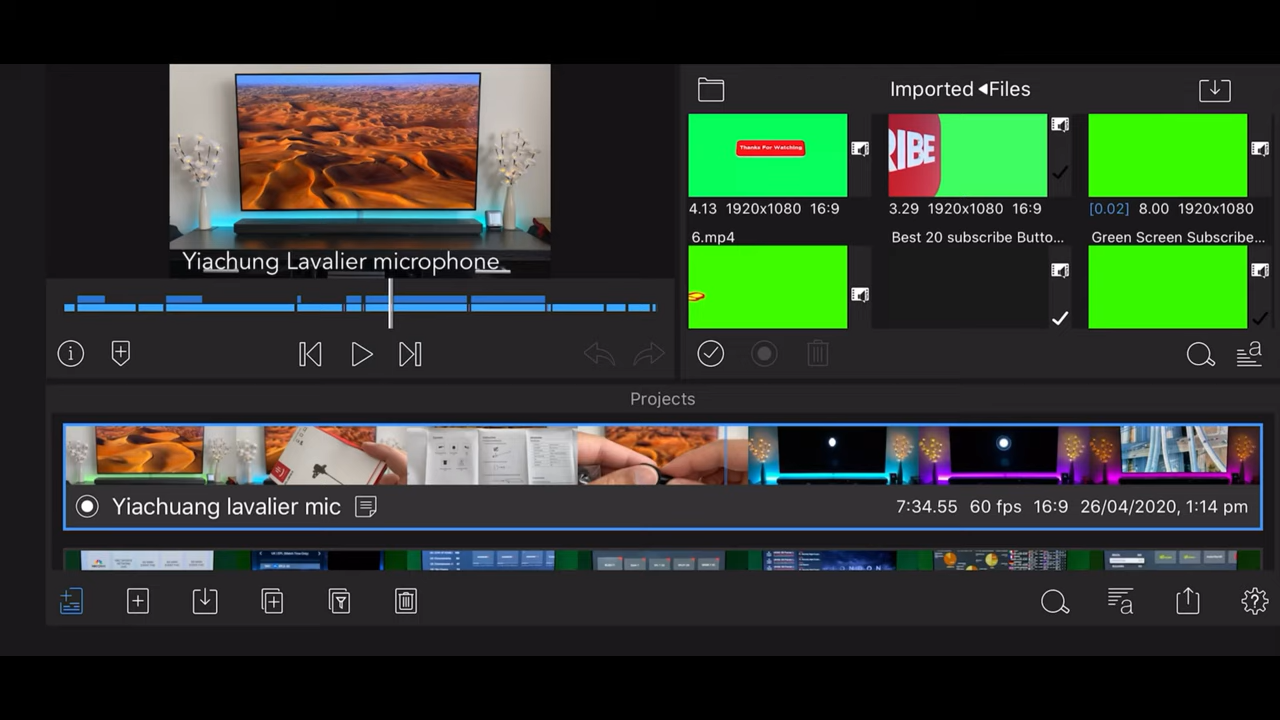 Yiachung Lavalier microphone
Imported ◀Files
Thanks For Watching
RIBE
4.13 1920x1080 16:9
3.29 1920x1080 16:9
[0.02] 8.00 1920x1080
6.mp4
Best 20 subscribe Butto...
Green Screen Subscribe...
Projects
Yiachuang lavalier mic
7:34.55 60 fps 16:9 26/04/2020, 1:14 pm